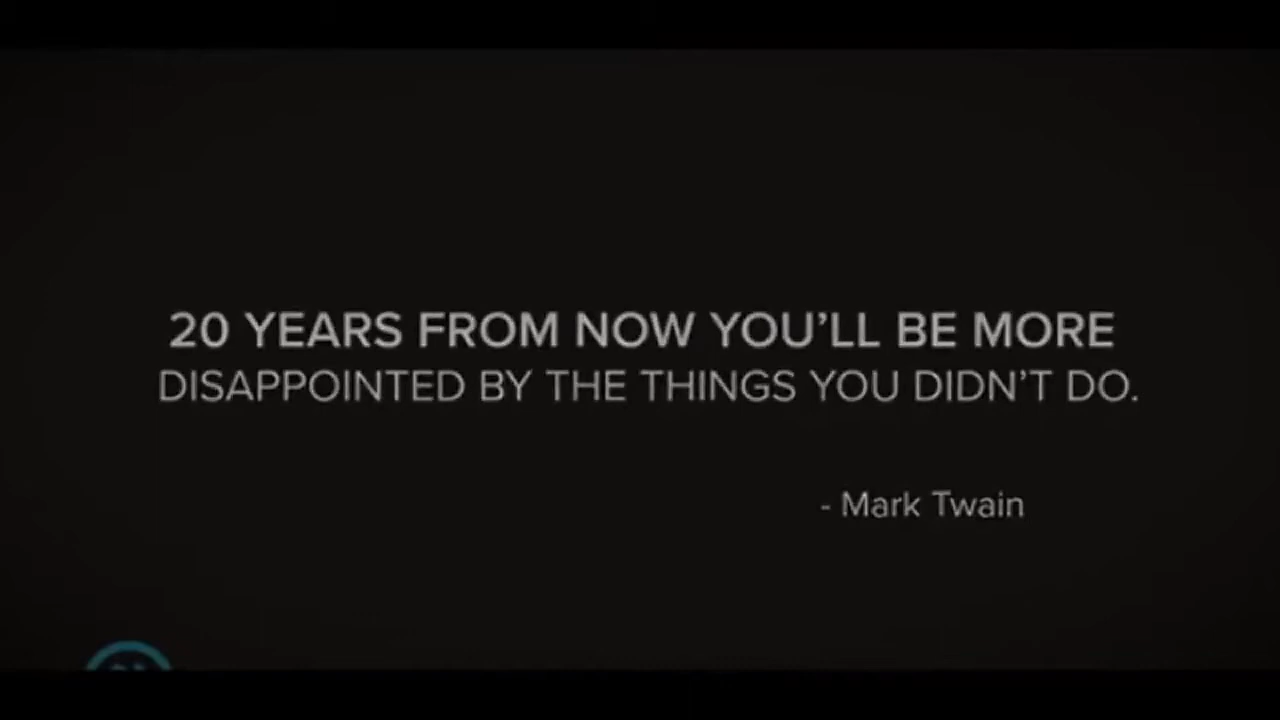 20 YEARS FROM NOW YOU'LL BE MORE
DISAPPOINTED BY THE THINGS YOU DIDN'T DO.
- Mark Twain